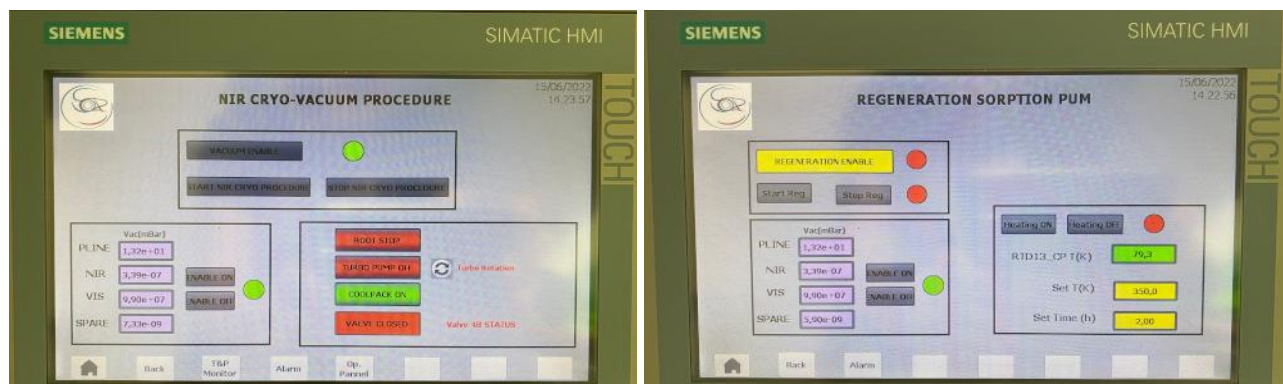 SIEMENS
SIMATIC HMI
TOUCH
15/06/2022
14.23.57
NIR CRYO-VACUUM PROCEDURE
VACUUM ENABLE
START NIR CRYO PROCEDURE
STOP NIR CRYO PROCEDURE
Vac(mBar)
PLINE 1,32e+01
NIR 3,39e-07
VIS 9,90e-07
SPARE 7,33e-09
ENABLE ON
ENABLE OFF
ROOT STOP
TURBO PUMP OFF
Turbo Rotation
COOLPACK ON
VALVE CLOSED
Valve 4B STATUS
Back
T&P
Monitor
Alarm
Op.
Pannel
SIEMENS
SIMATIC HMI
TOUCH
15/06/2022
14.22.56
REGENERATION SORPTION PUM
REGENERATION ENABLE
Start Reg
Stop Reg
Vac(mBar)
PLINE 1,32e+01
NIR 3,39e-07
VIS 9,90e-07
SPARE 5,90e-09
ENABLE ON
ENABLE OFF
Heating ON
Heating OFF
RTD13_CP T(K) 79,3
Set T(K) 350,0
Set Time (h) 2,00
Back
Alarm